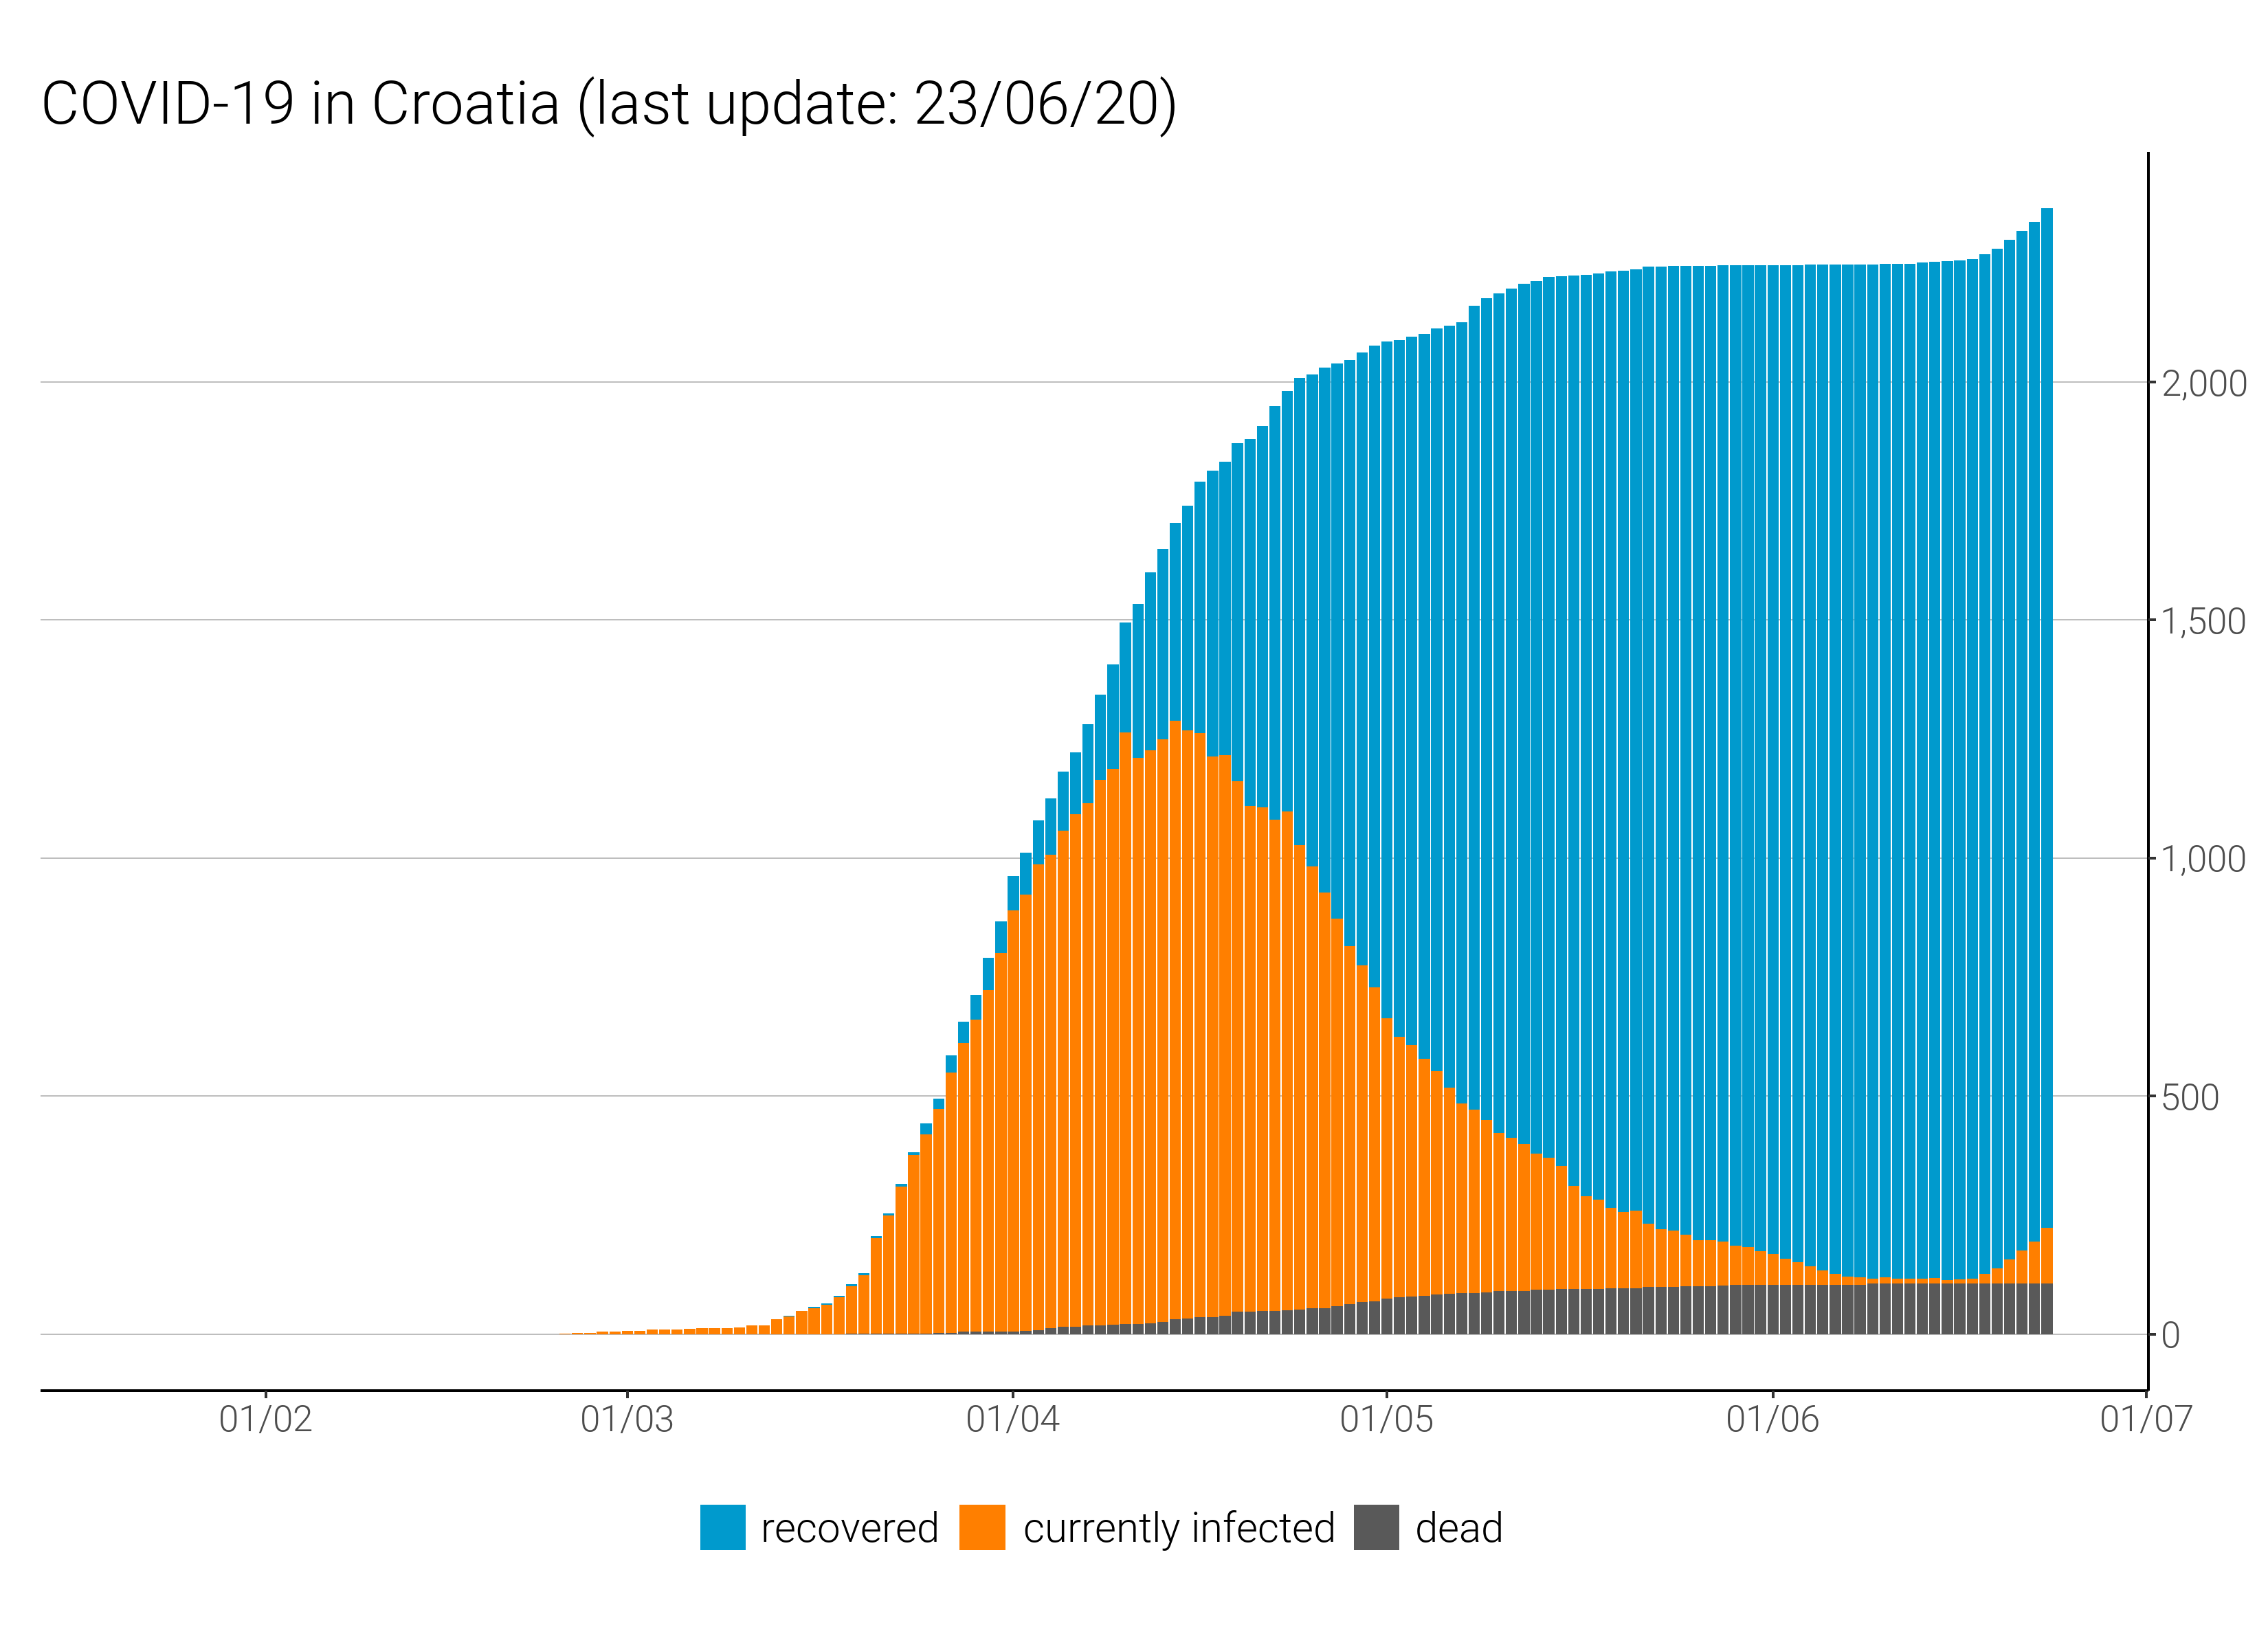 COVID-19 in Croatia (last update: 23/06/20)
2,000
1,500
1,000
500
0
01/02 01/03 01/04 01/05 01/06 01/07
recovered currently infected dead